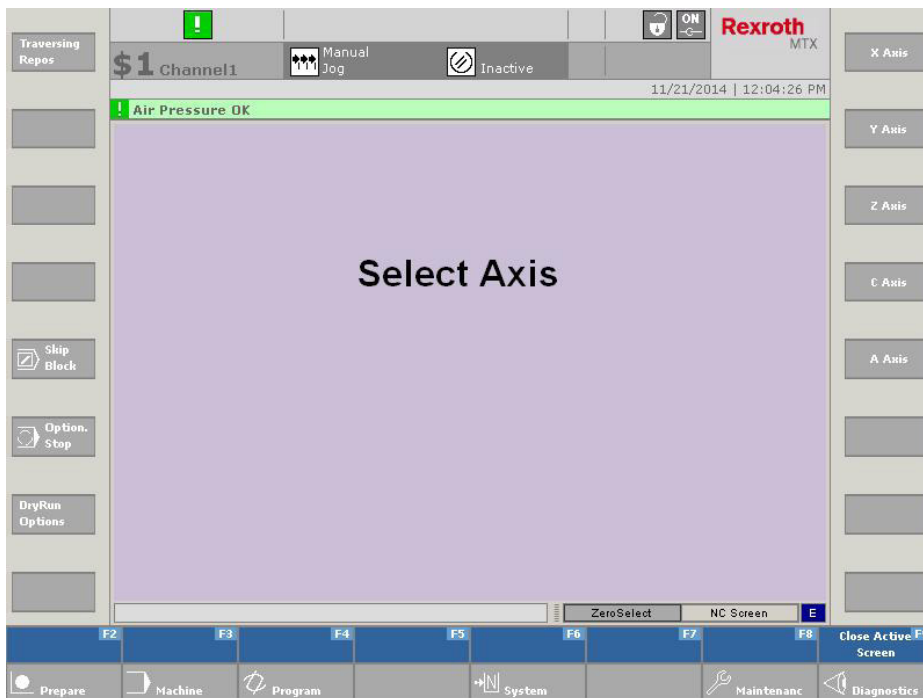 Traversing
Repos
!
ON
Rexroth
MTX
$1 Channel1
Manual
Jog
Inactive
11/21/2014 | 12:04:26 PM
! Air Pressure OK
Select Axis
Skip
Block
Option.
Stop
DryRun
Options
X Axis
Y Axis
Z Axis
C Axis
A Axis
ZeroSelect
NC Screen
E
F2
F3
F4
F5
F6
F7
F8
F
Close Active
Screen
Prepare
Machine
Program
System
Maintenanc
Diagnostics